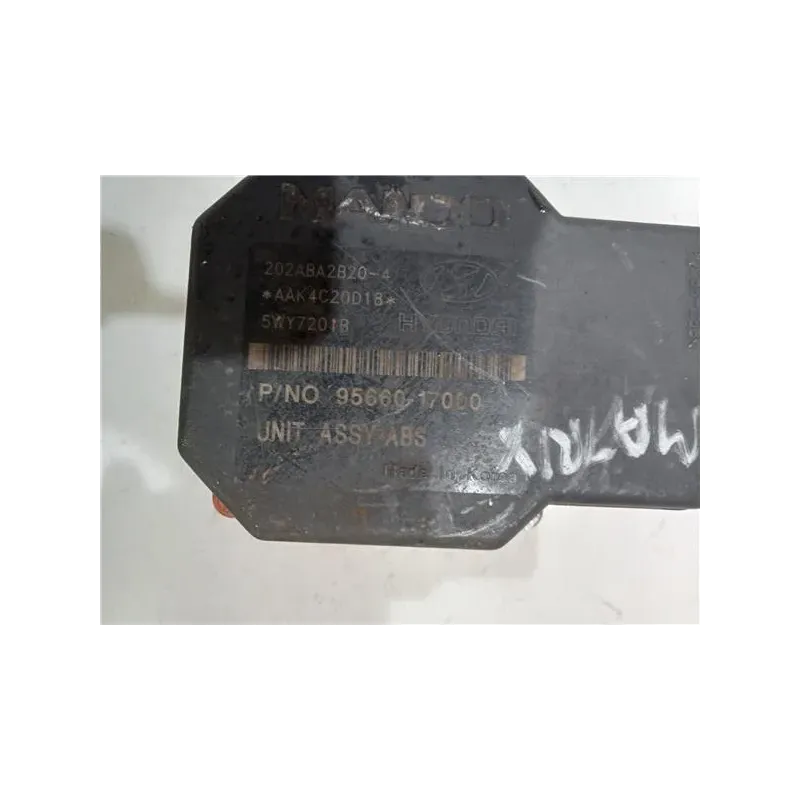 MANDO
202ABA2B20-4
*AAK4C20D18*
5WY7201B
HYUNDAI
P/NO 95660-17000
UNIT ASSY-ABS
Made In Korea
MATRIX